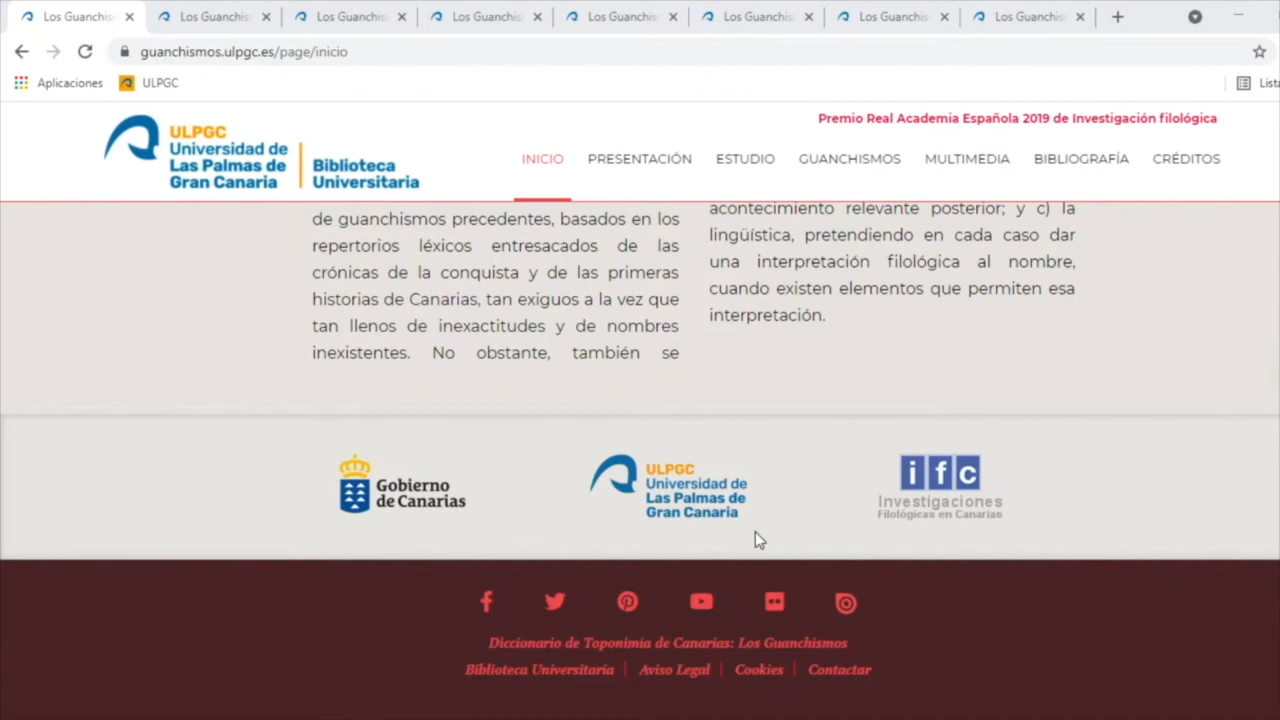 Los Guanchis
Los Guanchis
Los Guanchis
Los Guanchis
Los Guanchis
Los Guanchis
Los Guanchis
Los Guanchis
guanchismos.ulpgc.es/page/inicio
Aplicaciones
ULPGC
Lista
Premio Real Academia Española 2019 de Investigación filológica
ULPGC
Universidad de
Las Palmas de
Gran Canaria
Biblioteca
Universitaria
INICIO PRESENTACIÓN ESTUDIO GUANCHISMOS MULTIMEDIA BIBLIOGRAFÍA CRÉDITOS
de guanchismos precedentes, basados en los
repertorios léxicos entresacados de las
crónicas de la conquista y de las primeras
historias de Canarias, tan exiguos a la vez que
tan llenos de inexactitudes y de nombres
inexistentes. No obstante, también se
acontecimiento relevante posterior; y c) la
lingüística, pretendiendo en cada caso dar
una interpretación filológica al nombre,
cuando existen elementos que permiten esa
interpretación.
Gobierno
de Canarias
ULPGC
Universidad de
Las Palmas de
Gran Canaria
ifc
Investigaciones
Filológicas en Canarias
Diccionario de Toponimia de Canarias: Los Guanchismos
Biblioteca Universitaria | Aviso Legal | Cookies | Contactar